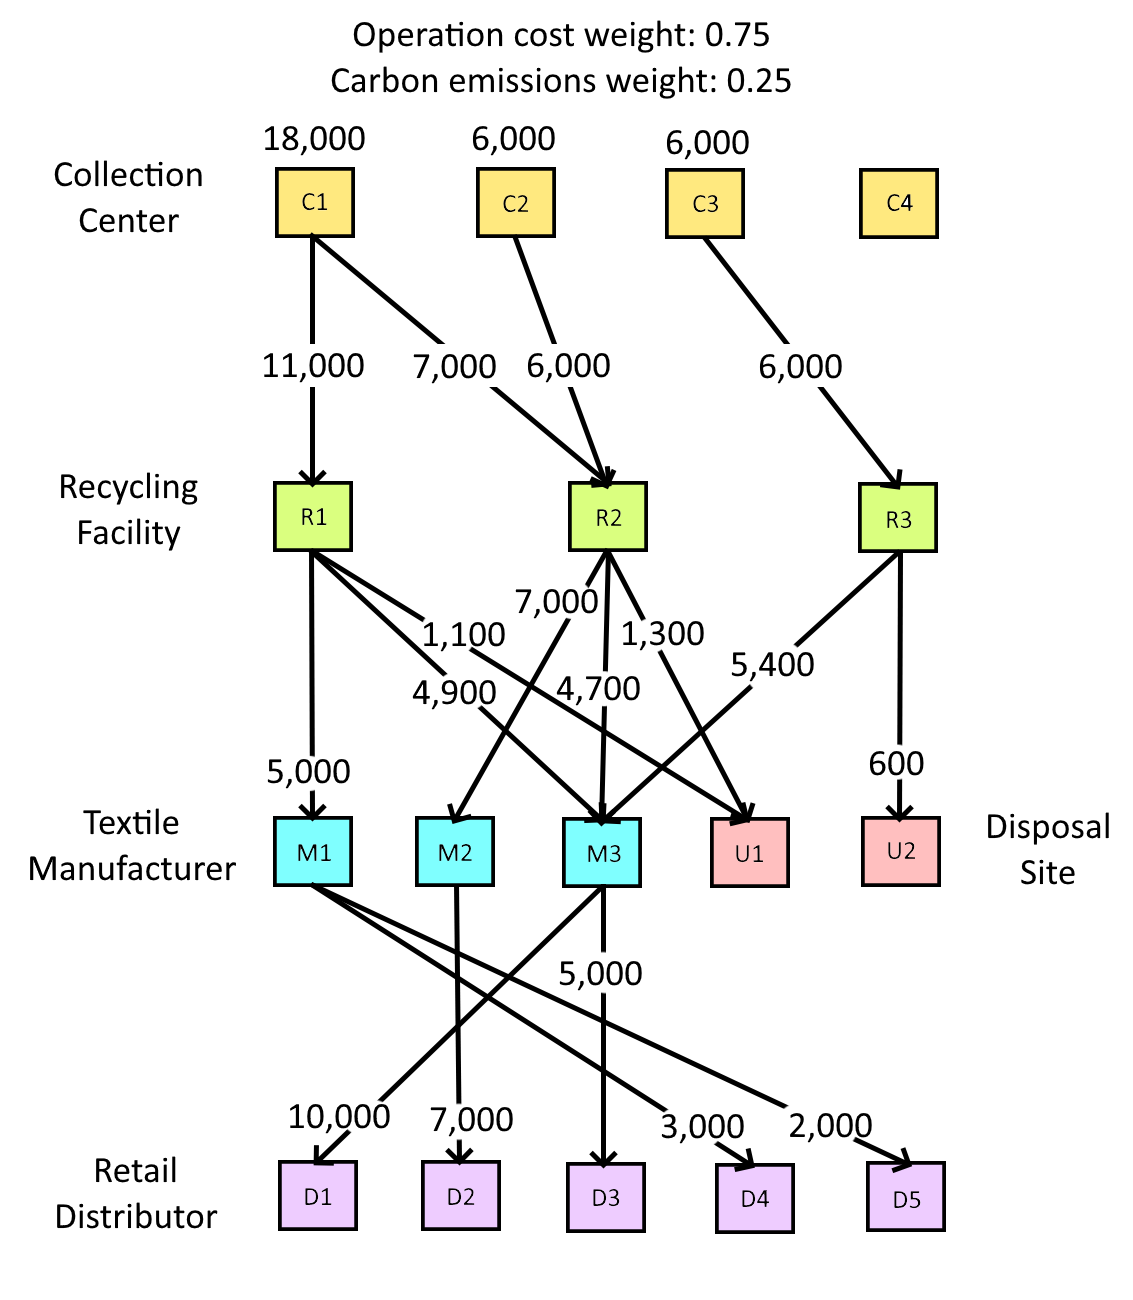 Operation cost weight: 0.75
Carbon emissions weight: 0.25
18,000
6,000
6,000
Collection
Center
C1
C2
C3
C4
11,000
7,000
6,000
6,000
Recycling
Facility
R1
R2
R3
7,000
1,100
1,300
4,900
4,700
5,400
5,000
600
Textile
Manufacturer
M1
M2
M3
U1
U2
Disposal
Site
5,000
10,000
7,000
3,000
2,000
Retail
Distributor
D1
D2
D3
D4
D5